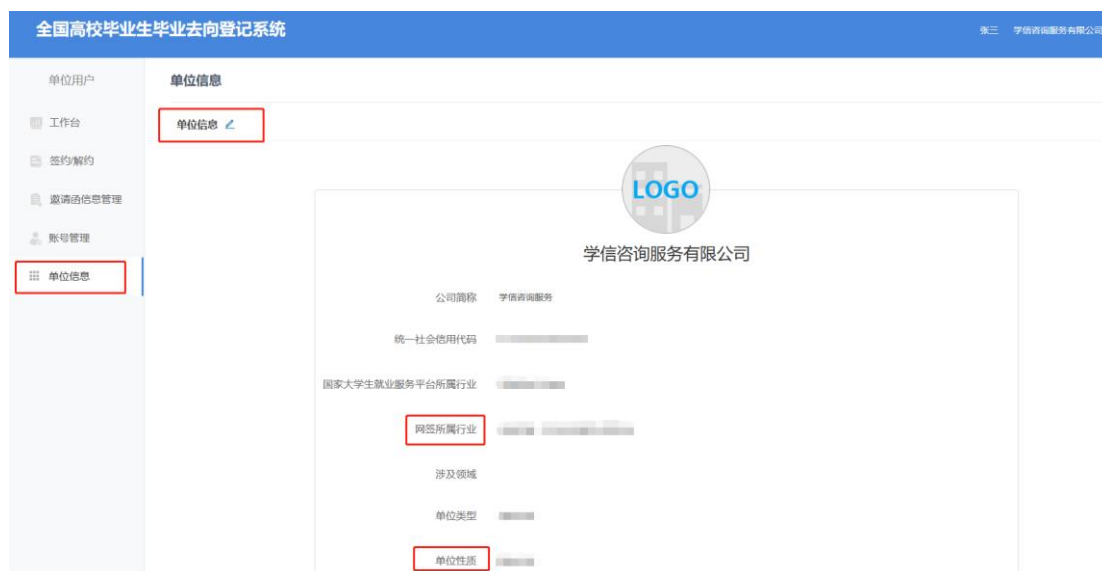 全国高校毕业生毕业去向登记系统
张三 学信咨询服务有限公司
单位用户
单位信息
工作台
单位信息
签约/解约
邀请函信息管理
账号管理
单位信息
LOGO
学信咨询服务有限公司
公司简称 学信咨询服务
统一社会信用代码
国家大学生就业服务平台所属行业
网签所属行业
涉及领域
单位类型
单位性质